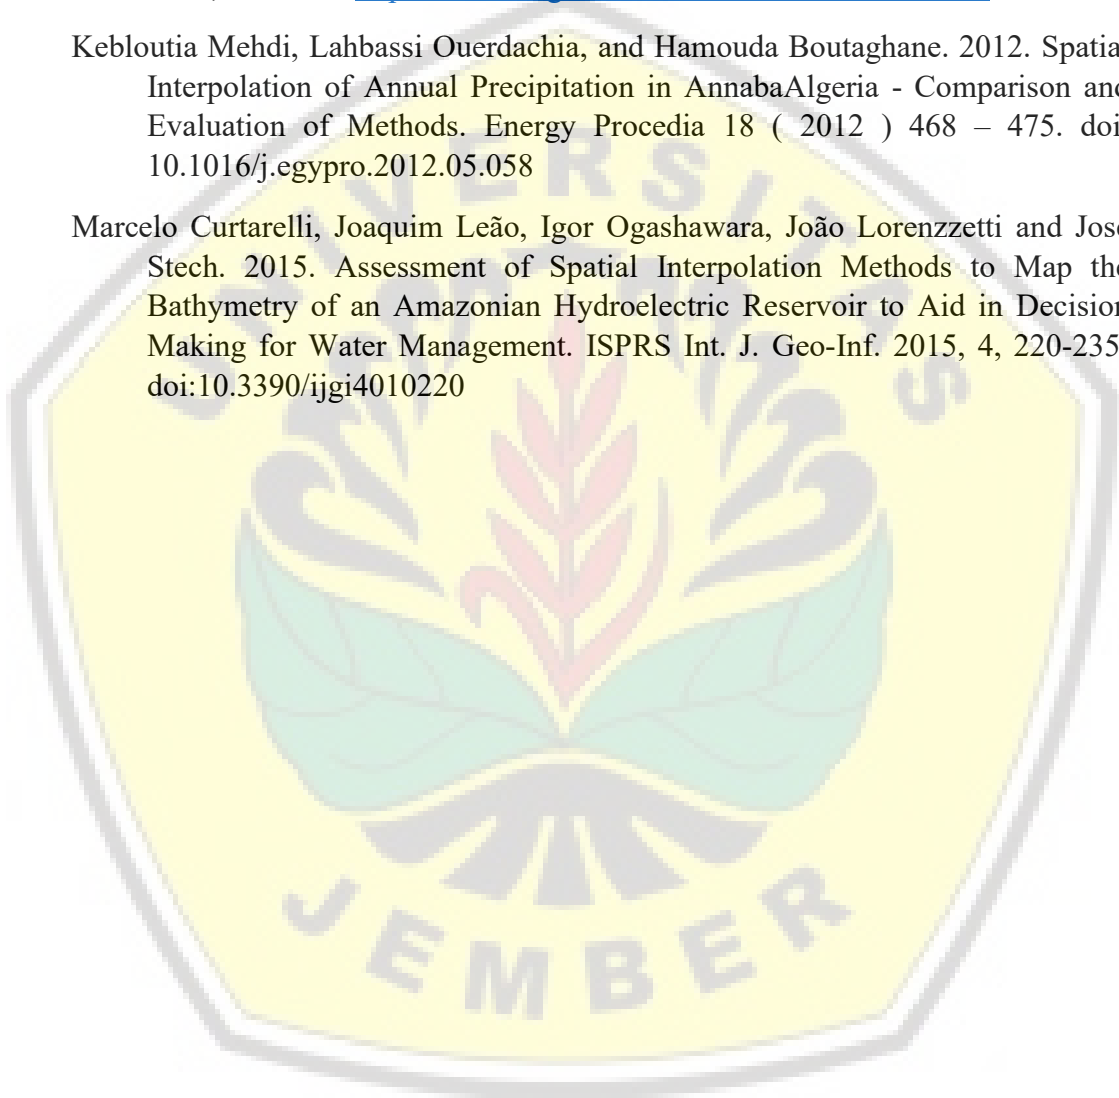 Kebloutia Mehdi, Lahbassi Ouerdachia, and Hamouda Boutaghane. 2012. Spatia
Interpolation of Annual Precipitation in AnnabaAlgeria - Comparison and
Evaluation of Methods. Energy Procedia 18 ( 2012 ) 468 – 475. doi
10.1016/j.egypro.2012.05.058
Marcelo Curtarelli, Joaquim Leão, Igor Ogashawara, João Lorenzzetti and Jose
Stech. 2015. Assessment of Spatial Interpolation Methods to Map the
Bathymetry of an Amazonian Hydroelectric Reservoir to Aid in Decision
Making for Water Management. ISPRS Int. J. Geo-Inf. 2015, 4, 220-235
doi:10.3390/ijgi4010220
UNIVERSITAS
JEMBER